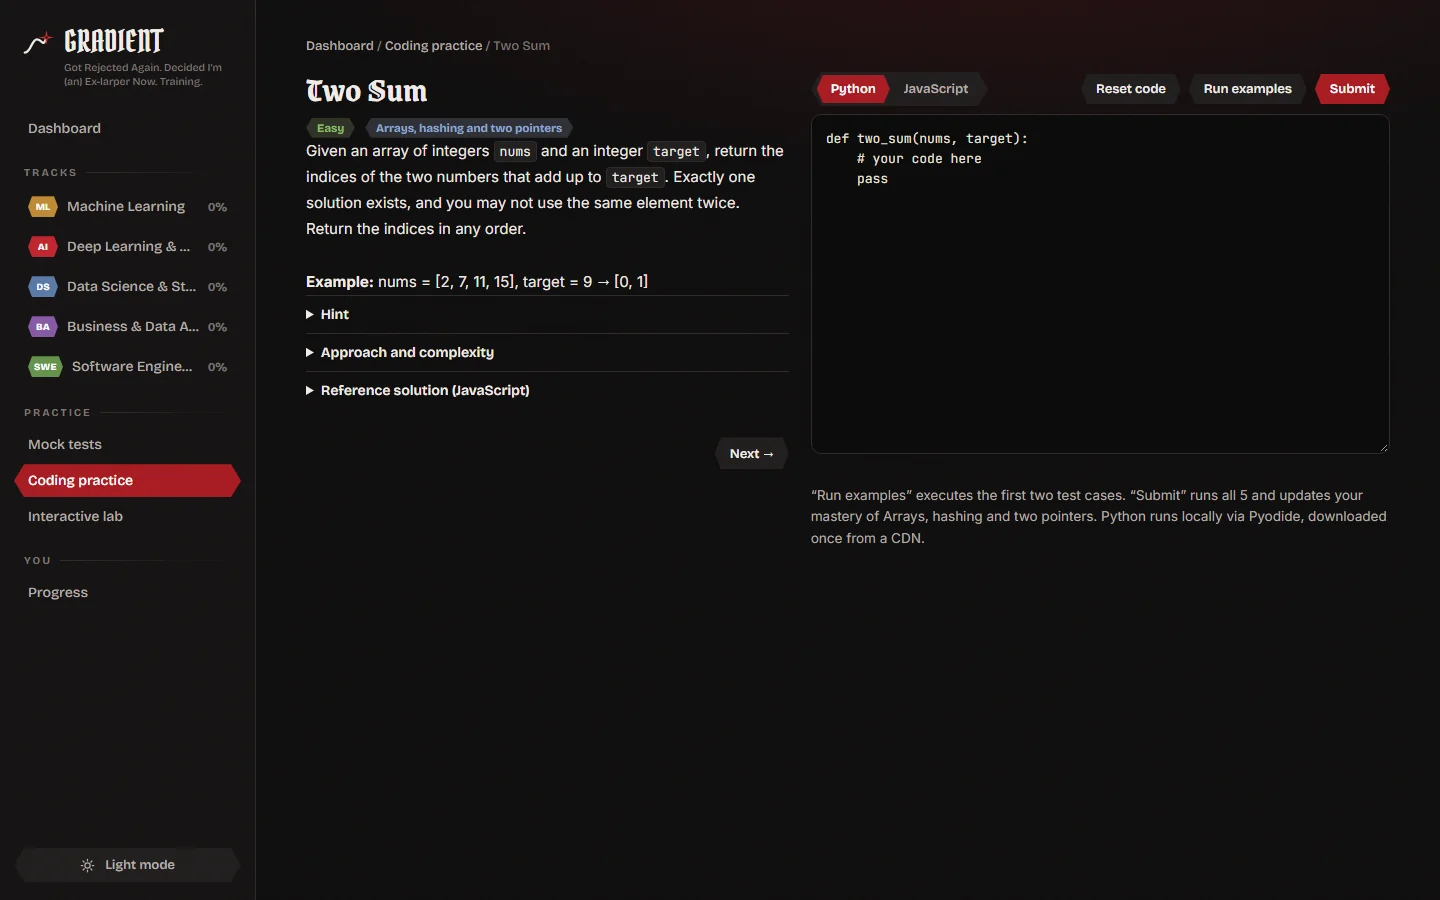 GRADIENT
Got Rejected Again. Decided I'm
(an) Ex-larper Now. Training.
Dashboard
TRACKS
ML Machine Learning 0%
AI Deep Learning & ... 0%
DS Data Science & St... 0%
BA Business & Data A... 0%
SWE Software Engine... 0%
PRACTICE
Mock tests
Coding practice
Interactive lab
YOU
Progress
Light mode
Dashboard / Coding practice / Two Sum
Two Sum
Easy Arrays, hashing and two pointers
Given an array of integers nums and an integer target, return the
indices of the two numbers that add up to target. Exactly one
solution exists, and you may not use the same element twice.
Return the indices in any order.
Example: nums = [2, 7, 11, 15], target = 9 → [0, 1]
▶ Hint
▶ Approach and complexity
▶ Reference solution (JavaScript)
Next →
Python JavaScript Reset code Run examples Submit
def two_sum(nums, target):
    # your code here
    pass
“Run examples” executes the first two test cases. “Submit” runs all 5 and updates your
mastery of Arrays, hashing and two pointers. Python runs locally via Pyodide, downloaded
once from a CDN.